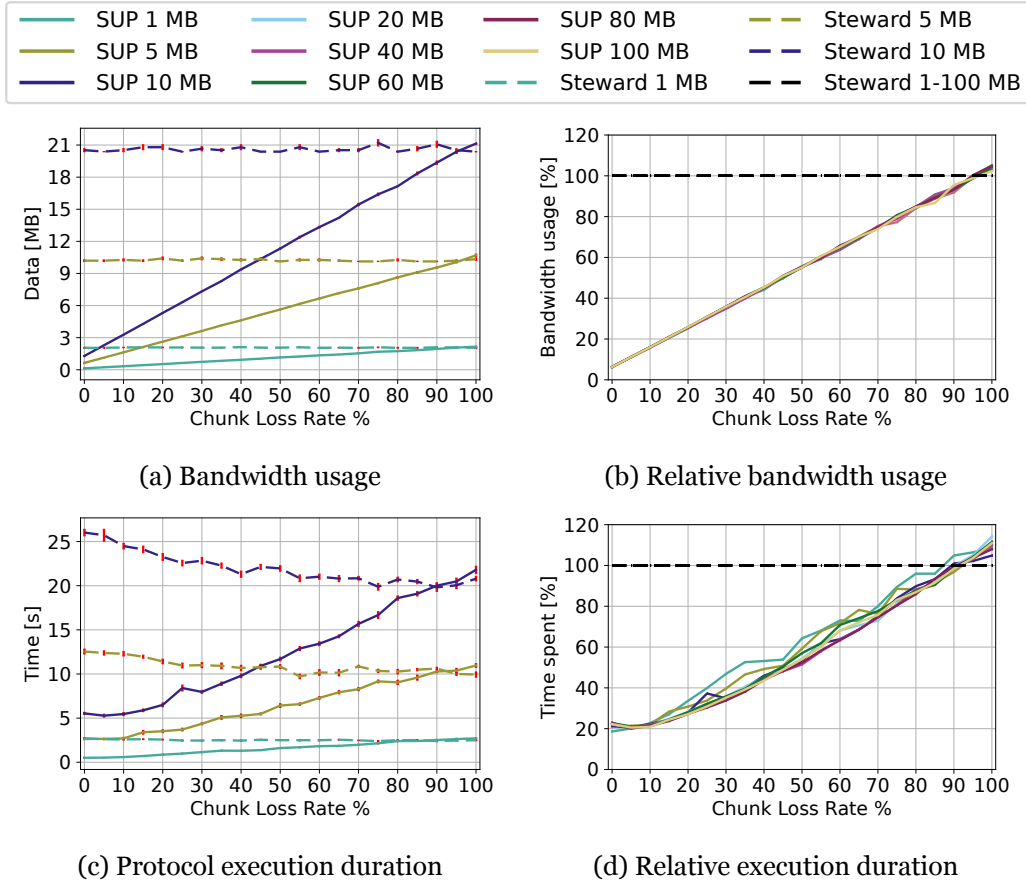 SUP 1 MB SUP 20 MB SUP 80 MB Steward 5 MB
SUP 5 MB SUP 40 MB SUP 100 MB Steward 10 MB
SUP 10 MB SUP 60 MB Steward 1 MB Steward 1-100 MB
21
18
15
12
9
6
3
0
Data [MB]
0 10 20 30 40 50 60 70 80 90 100
Chunk Loss Rate %
(a) Bandwidth usage
120
100
80
60
40
20
0
Bandwidth usage [%]
0 10 20 30 40 50 60 70 80 90 100
Chunk Loss Rate %
(b) Relative bandwidth usage
25
20
15
10
5
0
Time [s]
0 10 20 30 40 50 60 70 80 90 100
Chunk Loss Rate %
(c) Protocol execution duration
120
100
80
60
40
20
0
Time spent [%]
0 10 20 30 40 50 60 70 80 90 100
Chunk Loss Rate %
(d) Relative execution duration